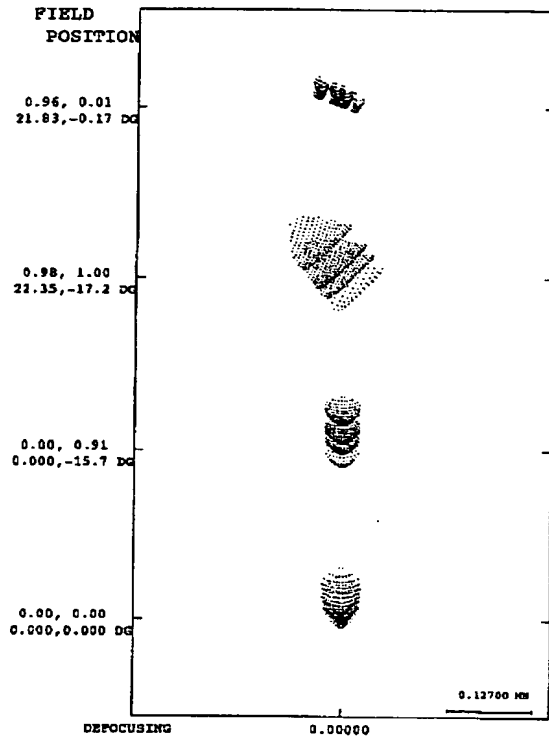 FIELD
POSITION
0.96, 0.01
21.83,-0.17 DG
0.98, 1.00
22.35,-17.2 DG
0.00, 0.91
0.000,-15.7 DG
0.00, 0.00
0.000,0.000 DG
0.12700 MM
DEFOCUSING 0.00000